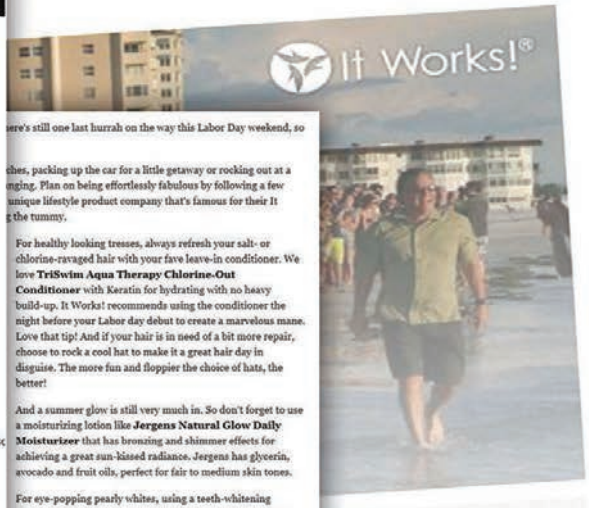 It Works!®
ere's still one last hurrah on the way this Labor Day weekend, so
ches, packing up the car for a little getaway or rocking out at a
nging. Plan on being effortlessly fabulous by following a few
unique lifestyle product company that's famous for their It
g the tummy.
For healthy looking tresses, always refresh your salt- or
chlorine-ravaged hair with your fave leave-in conditioner. We
love TriSwim Aqua Therapy Chlorine-Out
Conditioner with Keratin for hydrating with no heavy
build-up. It Works! recommends using the conditioner the
night before your Labor day debut to create a marvelous mane.
Love that tip! And if your hair is in need of a bit more repair,
choose to rock a cool hat to make it a great hair day in
disguise. The more fun and floppier the choice of hats, the
better!
And a summer glow is still very much in. So don't forget to use
a moisturizing lotion like Jergens Natural Glow Daily
Moisturizer that has bronzing and shimmer effects for
achieving a great sun-kissed radiance. Jergens has glycerin,
avocado and fruit oils, perfect for fair to medium skin tones.
For eye-popping pearly whites, using a teeth-whitening